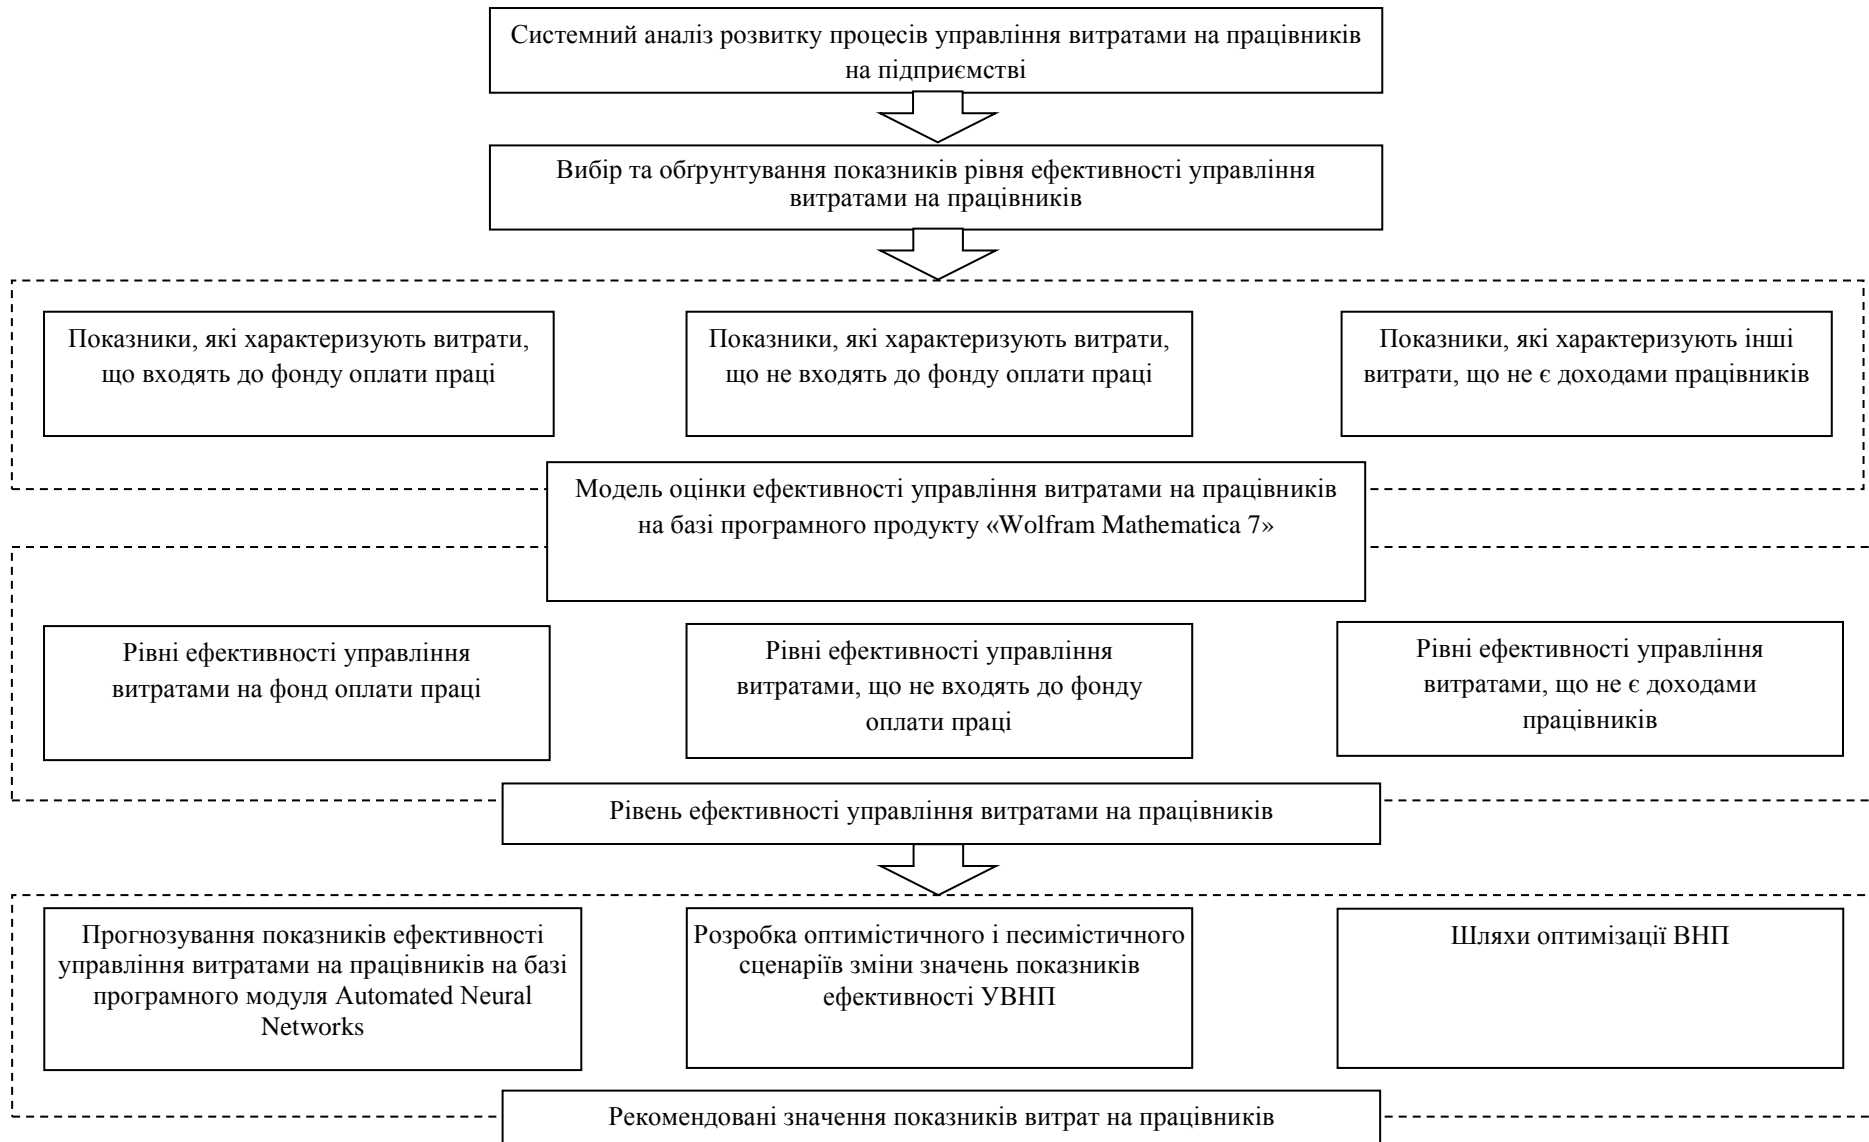 Системний аналіз розвитку процесів управління витратами на працівників
на підприємстві
Вибір та обґрунтування показників рівня ефективності управління
витратами на працівників
Показники, які характеризують витрати,
що входять до фонду оплати праці
Показники, які характеризують витрати,
що не входять до фонду оплати праці
Показники, які характеризують інші
витрати, що не є доходами працівників
Модель оцінки ефективності управління витратами на працівників
на базі програмного продукту «Wolfram Mathematica 7»
Рівні ефективності управління
витратами на фонд оплати праці
Рівні ефективності управління
витратами, що не входять до фонду
оплати праці
Рівні ефективності управління
витратами, що не є доходами
працівників
Рівень ефективності управління витратами на працівників
Прогнозування показників ефективності
управління витратами на працівників на базі
програмного модуля Automated Neural
Networks
Розробка оптимістичного і песимістичного
сценаріїв зміни значень показників
ефективності УВНП
Шляхи оптимізації ВНП
Рекомендовані значення показників витрат на працівників